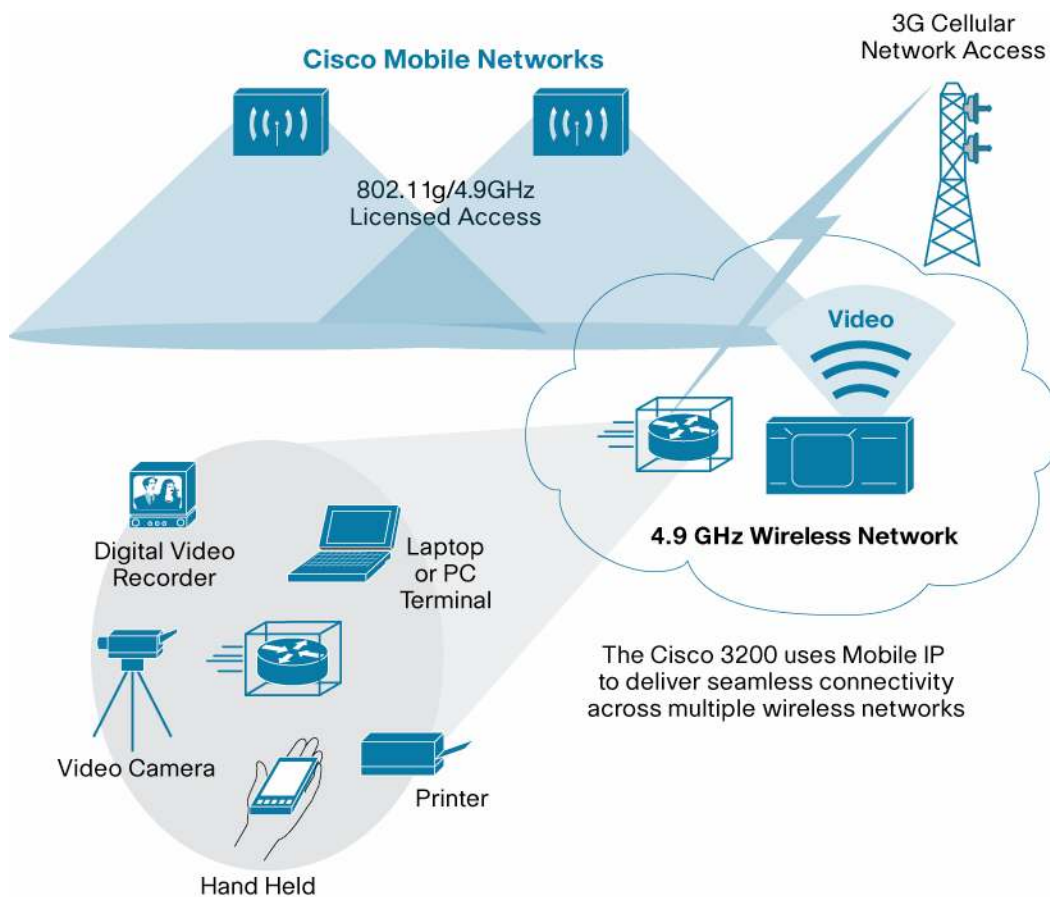 3G Cellular
Network Access
Cisco Mobile Networks
802.11g/4.9GHz
Licensed Access
Video
4.9 GHz Wireless Network
Digital Video
Recorder
Laptop
or PC
Terminal
The Cisco 3200 uses Mobile IP
to deliver seamless connectivity
across multiple wireless networks
Video Camera
Printer
Hand Held